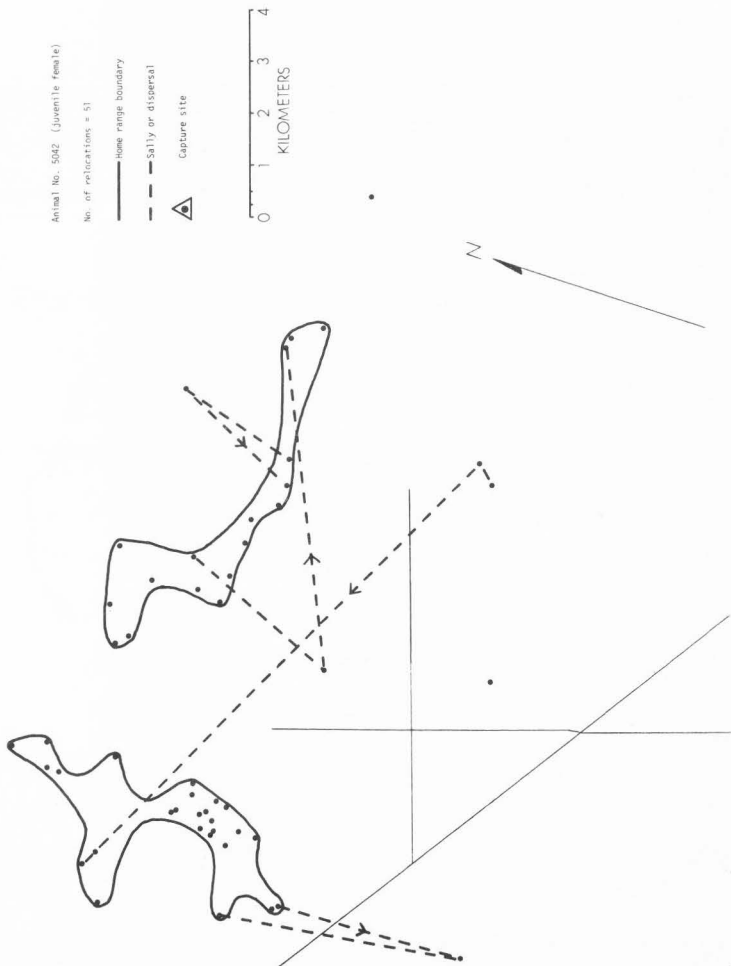 Animal No. 5042 (juvenile female)
No. of relocations = 51
Home range boundary
Sally or dispersal
Capture site
0 1 2 3 4
KILOMETERS
N